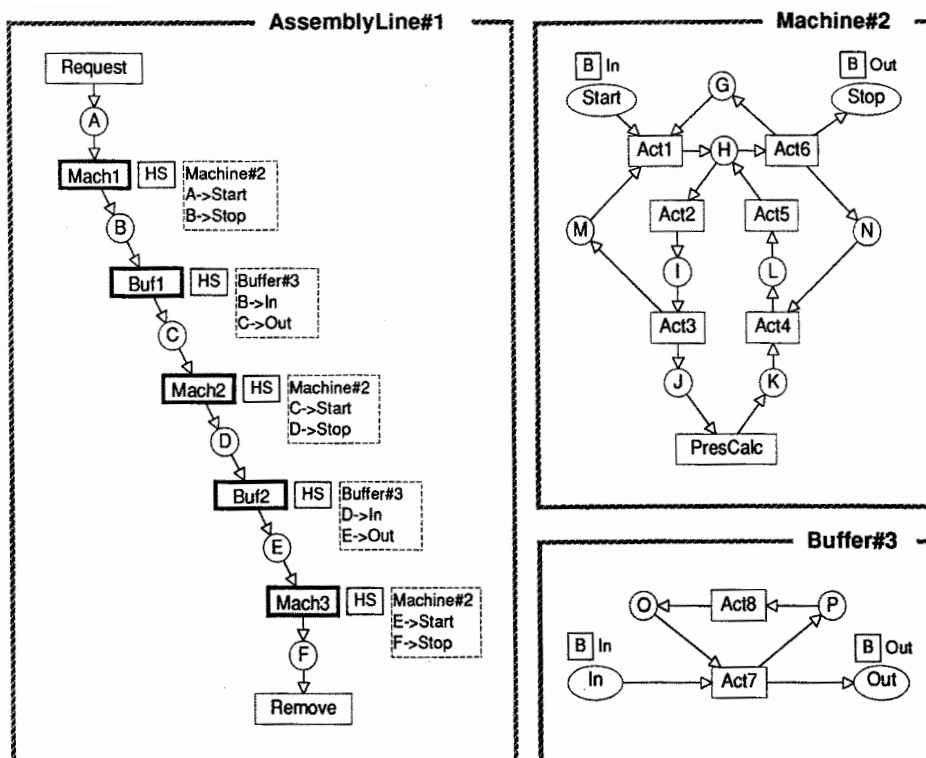 AssemblyLine#1
Request
A
Mach1
HS
Machine#2
A->Start
B->Stop
B
Buf1
HS
Buffer#3
B->In
C->Out
C
Mach2
HS
Machine#2
C->Start
D->Stop
D
Buf2
HS
Buffer#3
D->In
E->Out
E
Mach3
HS
Machine#2
E->Start
F->Stop
F
Remove
Machine#2
B In
B Out
Start
G
Stop
Act1
H
Act6
M
Act2
Act5
N
I
L
Act3
Act4
J
K
PresCalc
Buffer#3
O
Act8
P
B In
B Out
In
Act7
Out